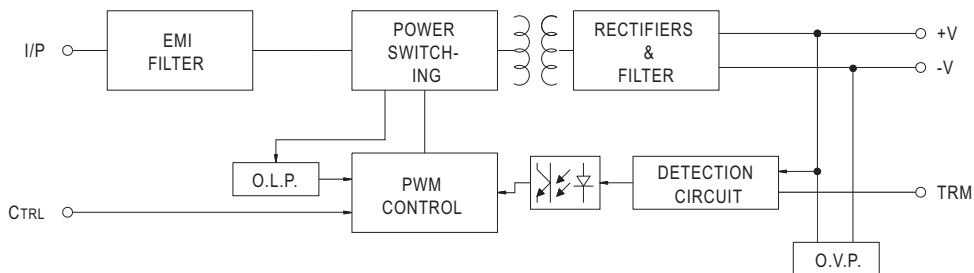 I/P
EMI
FILTER
POWER
SWITCH-
ING
RECTIFIERS
&
FILTER
+V
-V
O.L.P.
PWM
CONTROL
DETECTION
CIRCUIT
TRM
CTRL
O.V.P.